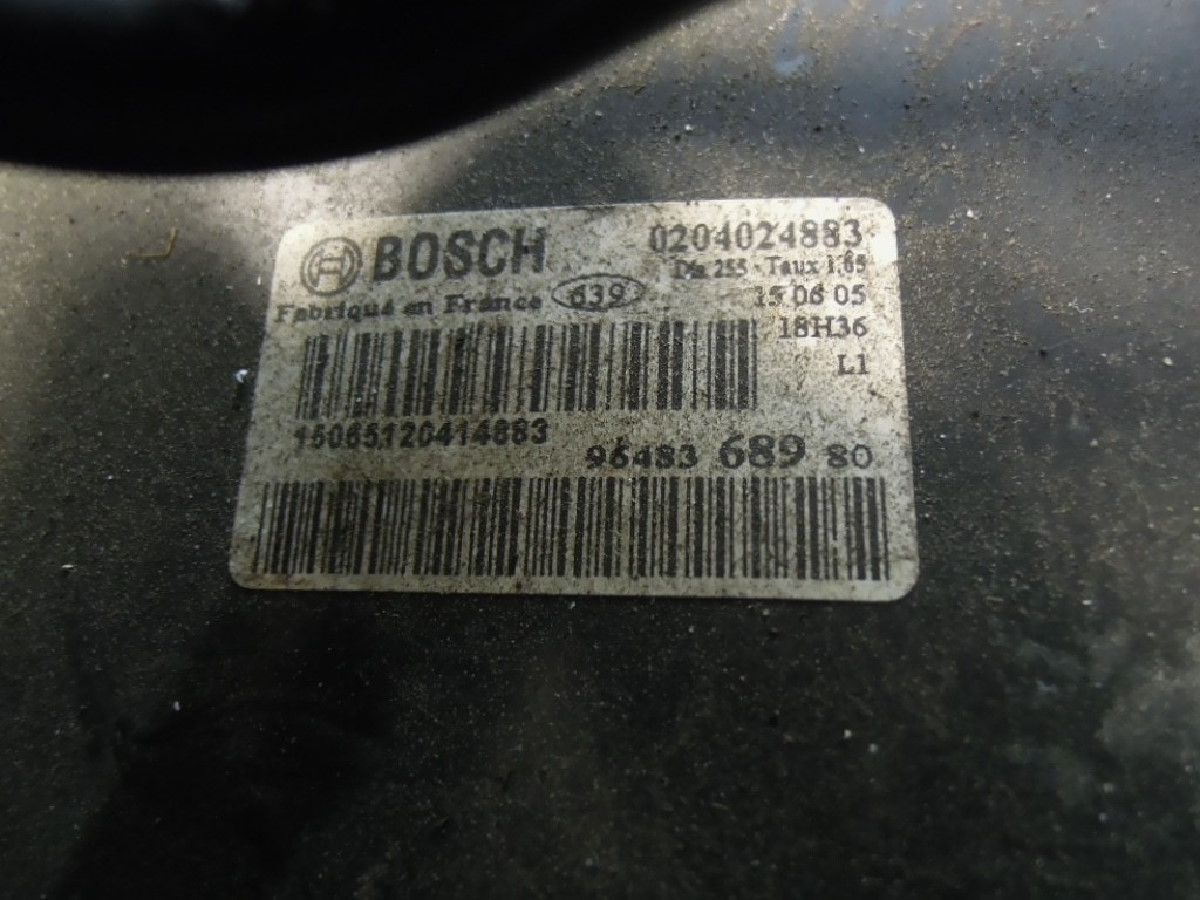 BOSCH 0204024883
Dia 255 - Taux 1,65
Fabriqué en France 639 15 06 05
18H36
L1
15065120414883
96483 689 80